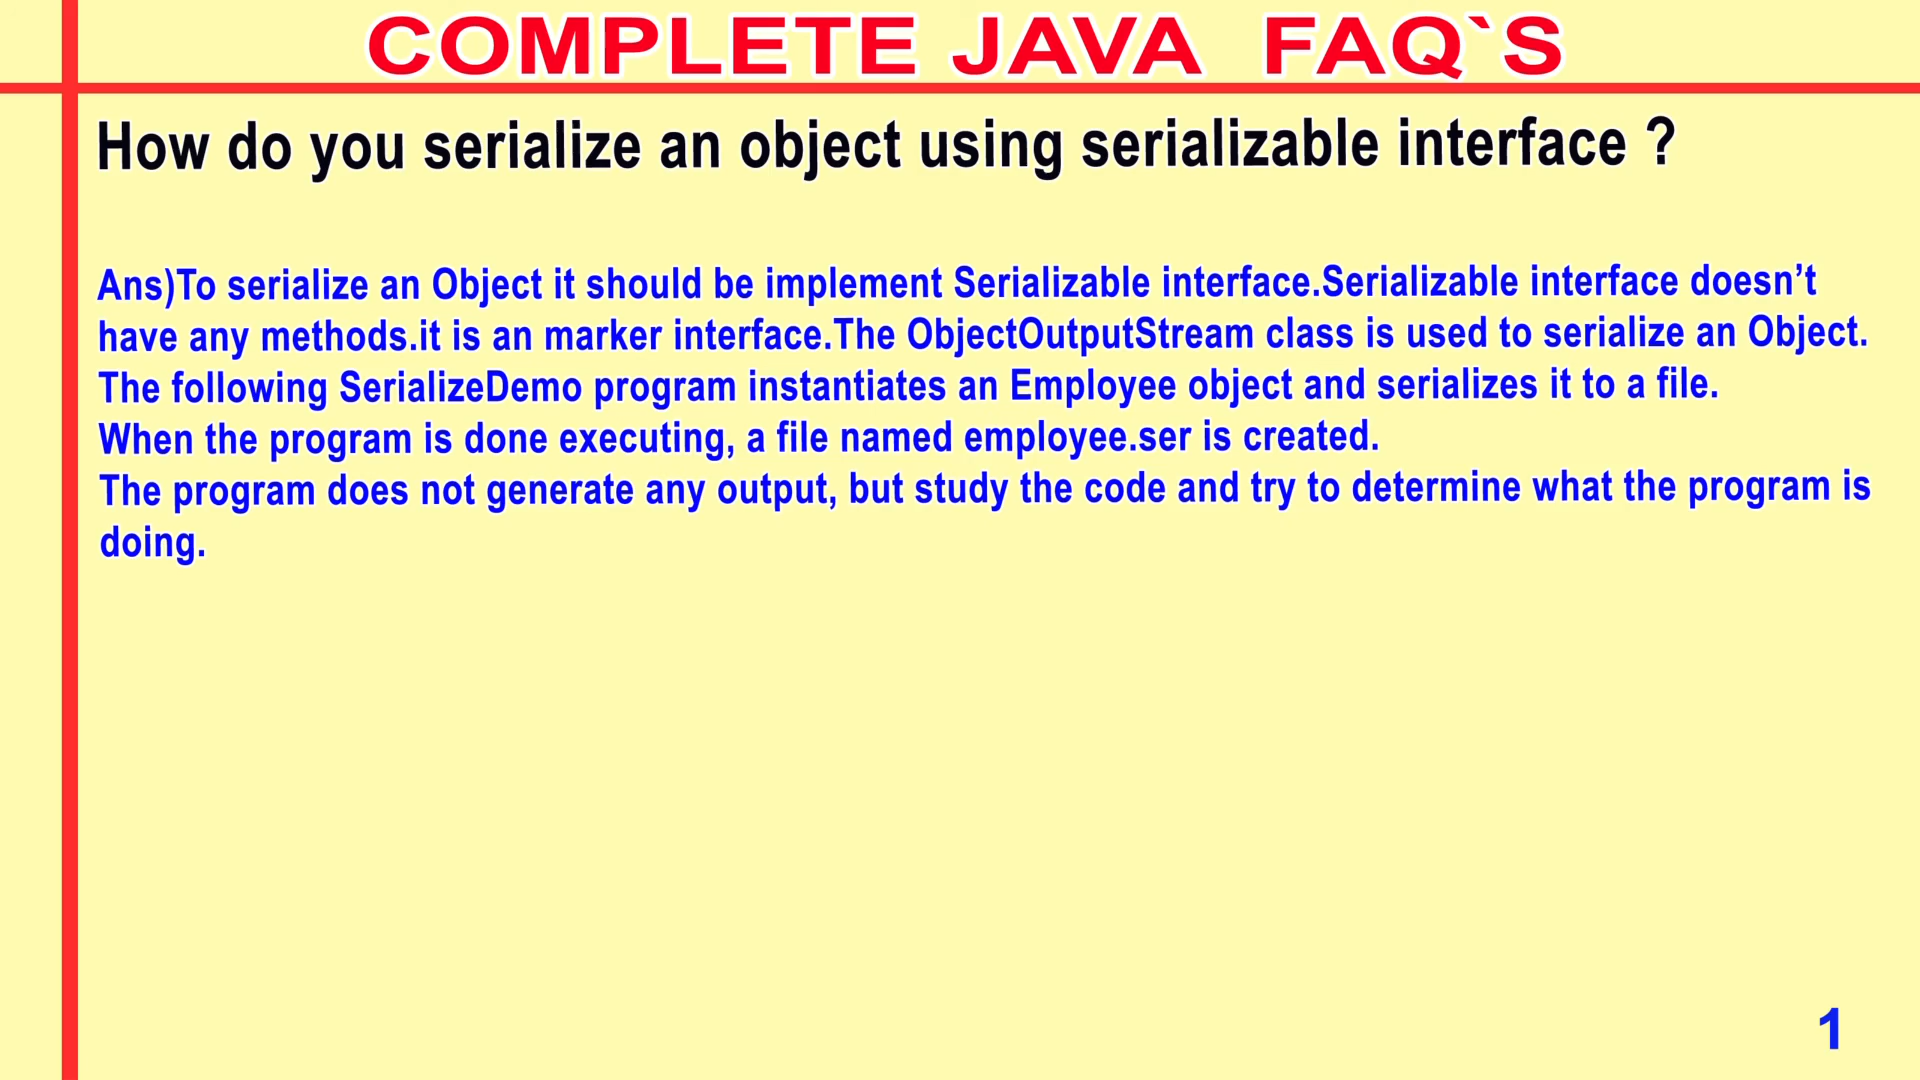 COMPLETE JAVA  FAQ`S
How do you serialize an object using serializable interface ?
Ans)To serialize an Object it should be implement Serializable interface.Serializable interface doesn’t
have any methods.it is an marker interface.The ObjectOutputStream class is used to serialize an Object.
The following SerializeDemo program instantiates an Employee object and serializes it to a file.
When the program is done executing, a file named employee.ser is created.
The program does not generate any output, but study the code and try to determine what the program is
doing.
1